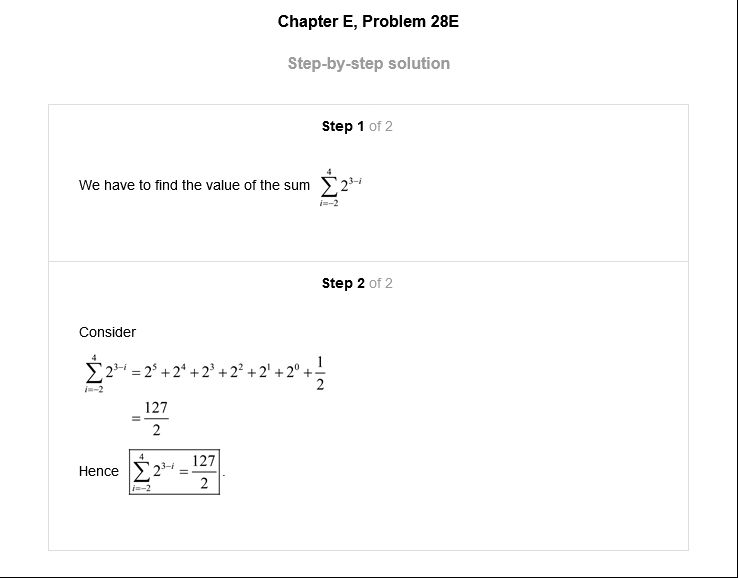 Chapter E, Problem 28E
Step-by-step solution
Step 1 of 2
We have to find the value of the sum $\sum_{i=-2}^{4} 2^{3-i}$
Step 2 of 2
Consider
$\sum_{i=-2}^{4} 2^{3-i} = 2^5 + 2^4 + 2^3 + 2^2 + 2^1 + 2^0 + \frac{1}{2}$
$= \frac{127}{2}$
Hence $\boxed{\sum_{i=-2}^{4} 2^{3-i} = \frac{127}{2}}$.